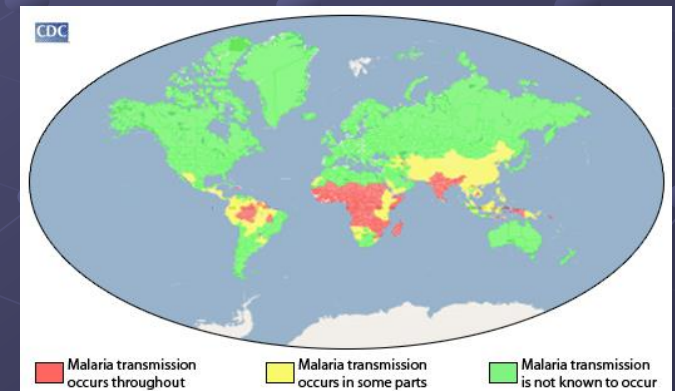 CDC
Malaria transmission
occurs throughout
Malaria transmission
occurs in some parts
Malaria transmission
is not known to occur